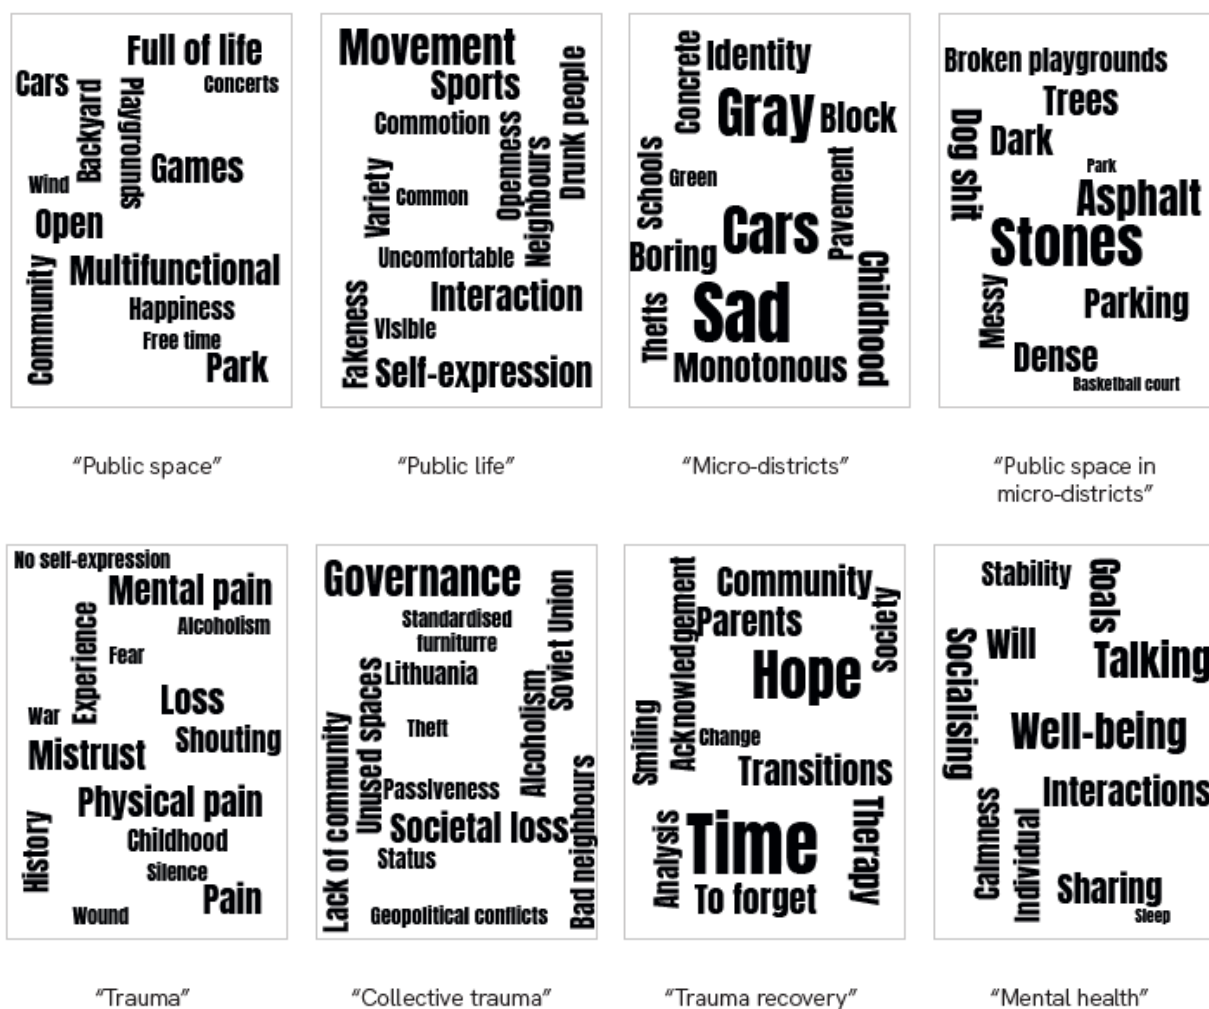 Full of life
Cars
Concerts
Backyard
Playgrounds
Games
Wind
Open
Community
Multifunctional
Happiness
Free time
Park
"Public space"
Movement
Sports
Drunk people
Commotion
Openness
Neighbours
Variety
Common
Uncomfortable
Interaction
Fakeness
Visible
Self-expression
"Public life"
Concrete
Identity
Gray
Block
Schools
Green
Pavement
Cars
Boring
Childhood
Thefts
Sad
Monotonous
"Micro-districts"
Broken playgrounds
Trees
Dog shit
Dark
Park
Asphalt
Stones
Messy
Parking
Dense
Basketball court
"Public space in
micro-districts"
No self-expression
Mental pain
Experience
Alcoholism
Fear
Loss
War
Shouting
Mistrust
Physical pain
History
Childhood
Silence
Pain
Wound
"Trauma"
Governance
Soviet Union
Standardised
furniturre
Lithuania
Unused spaces
Alcoholism
Lack of community
Theft
Passiveness
Bad neighbours
Societal loss
Status
Geopolitical conflicts
"Collective trauma"
Acknowledgement
Community
Society
Parents
Hope
Smiling
Change
Transitions
Analysis
Time
Therapy
To forget
"Trauma recovery"
Stability
Goals
Socialising
Will
Talking
Well-being
Interactions
Calmness
Individual
Sharing
Sleep
"Mental health"